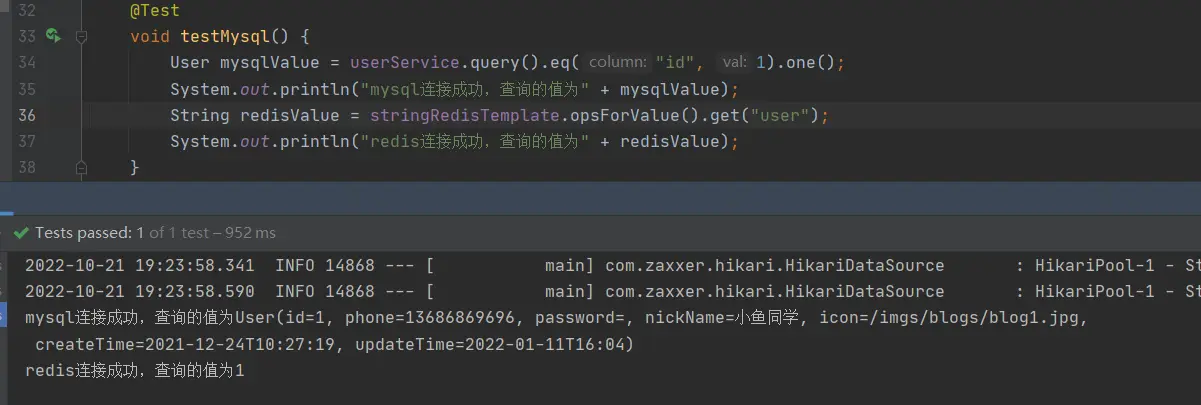 32 @Test
33 void testMysql() {
34 User mysqlValue = userService.query().eq( column: "id", val: 1).one();
35 System.out.println("mysql连接成功，查询的值为" + mysqlValue);
36 String redisValue = stringRedisTemplate.opsForValue().get("user");
37 System.out.println("redis连接成功，查询的值为" + redisValue);
38 }
Tests passed: 1 of 1 test – 952 ms
2022-10-21 19:23:58.341  INFO 14868 --- [           main] com.zaxxer.hikari.HikariDataSource       : HikariPool-1 - St
2022-10-21 19:23:58.590  INFO 14868 --- [           main] com.zaxxer.hikari.HikariDataSource       : HikariPool-1 - St
mysql连接成功，查询的值为User(id=1, phone=13686869696, password=, nickName=小鱼同学, icon=/imgs/blogs/blog1.jpg,
createTime=2021-12-24T10:27:19, updateTime=2022-01-11T16:04)
redis连接成功，查询的值为1